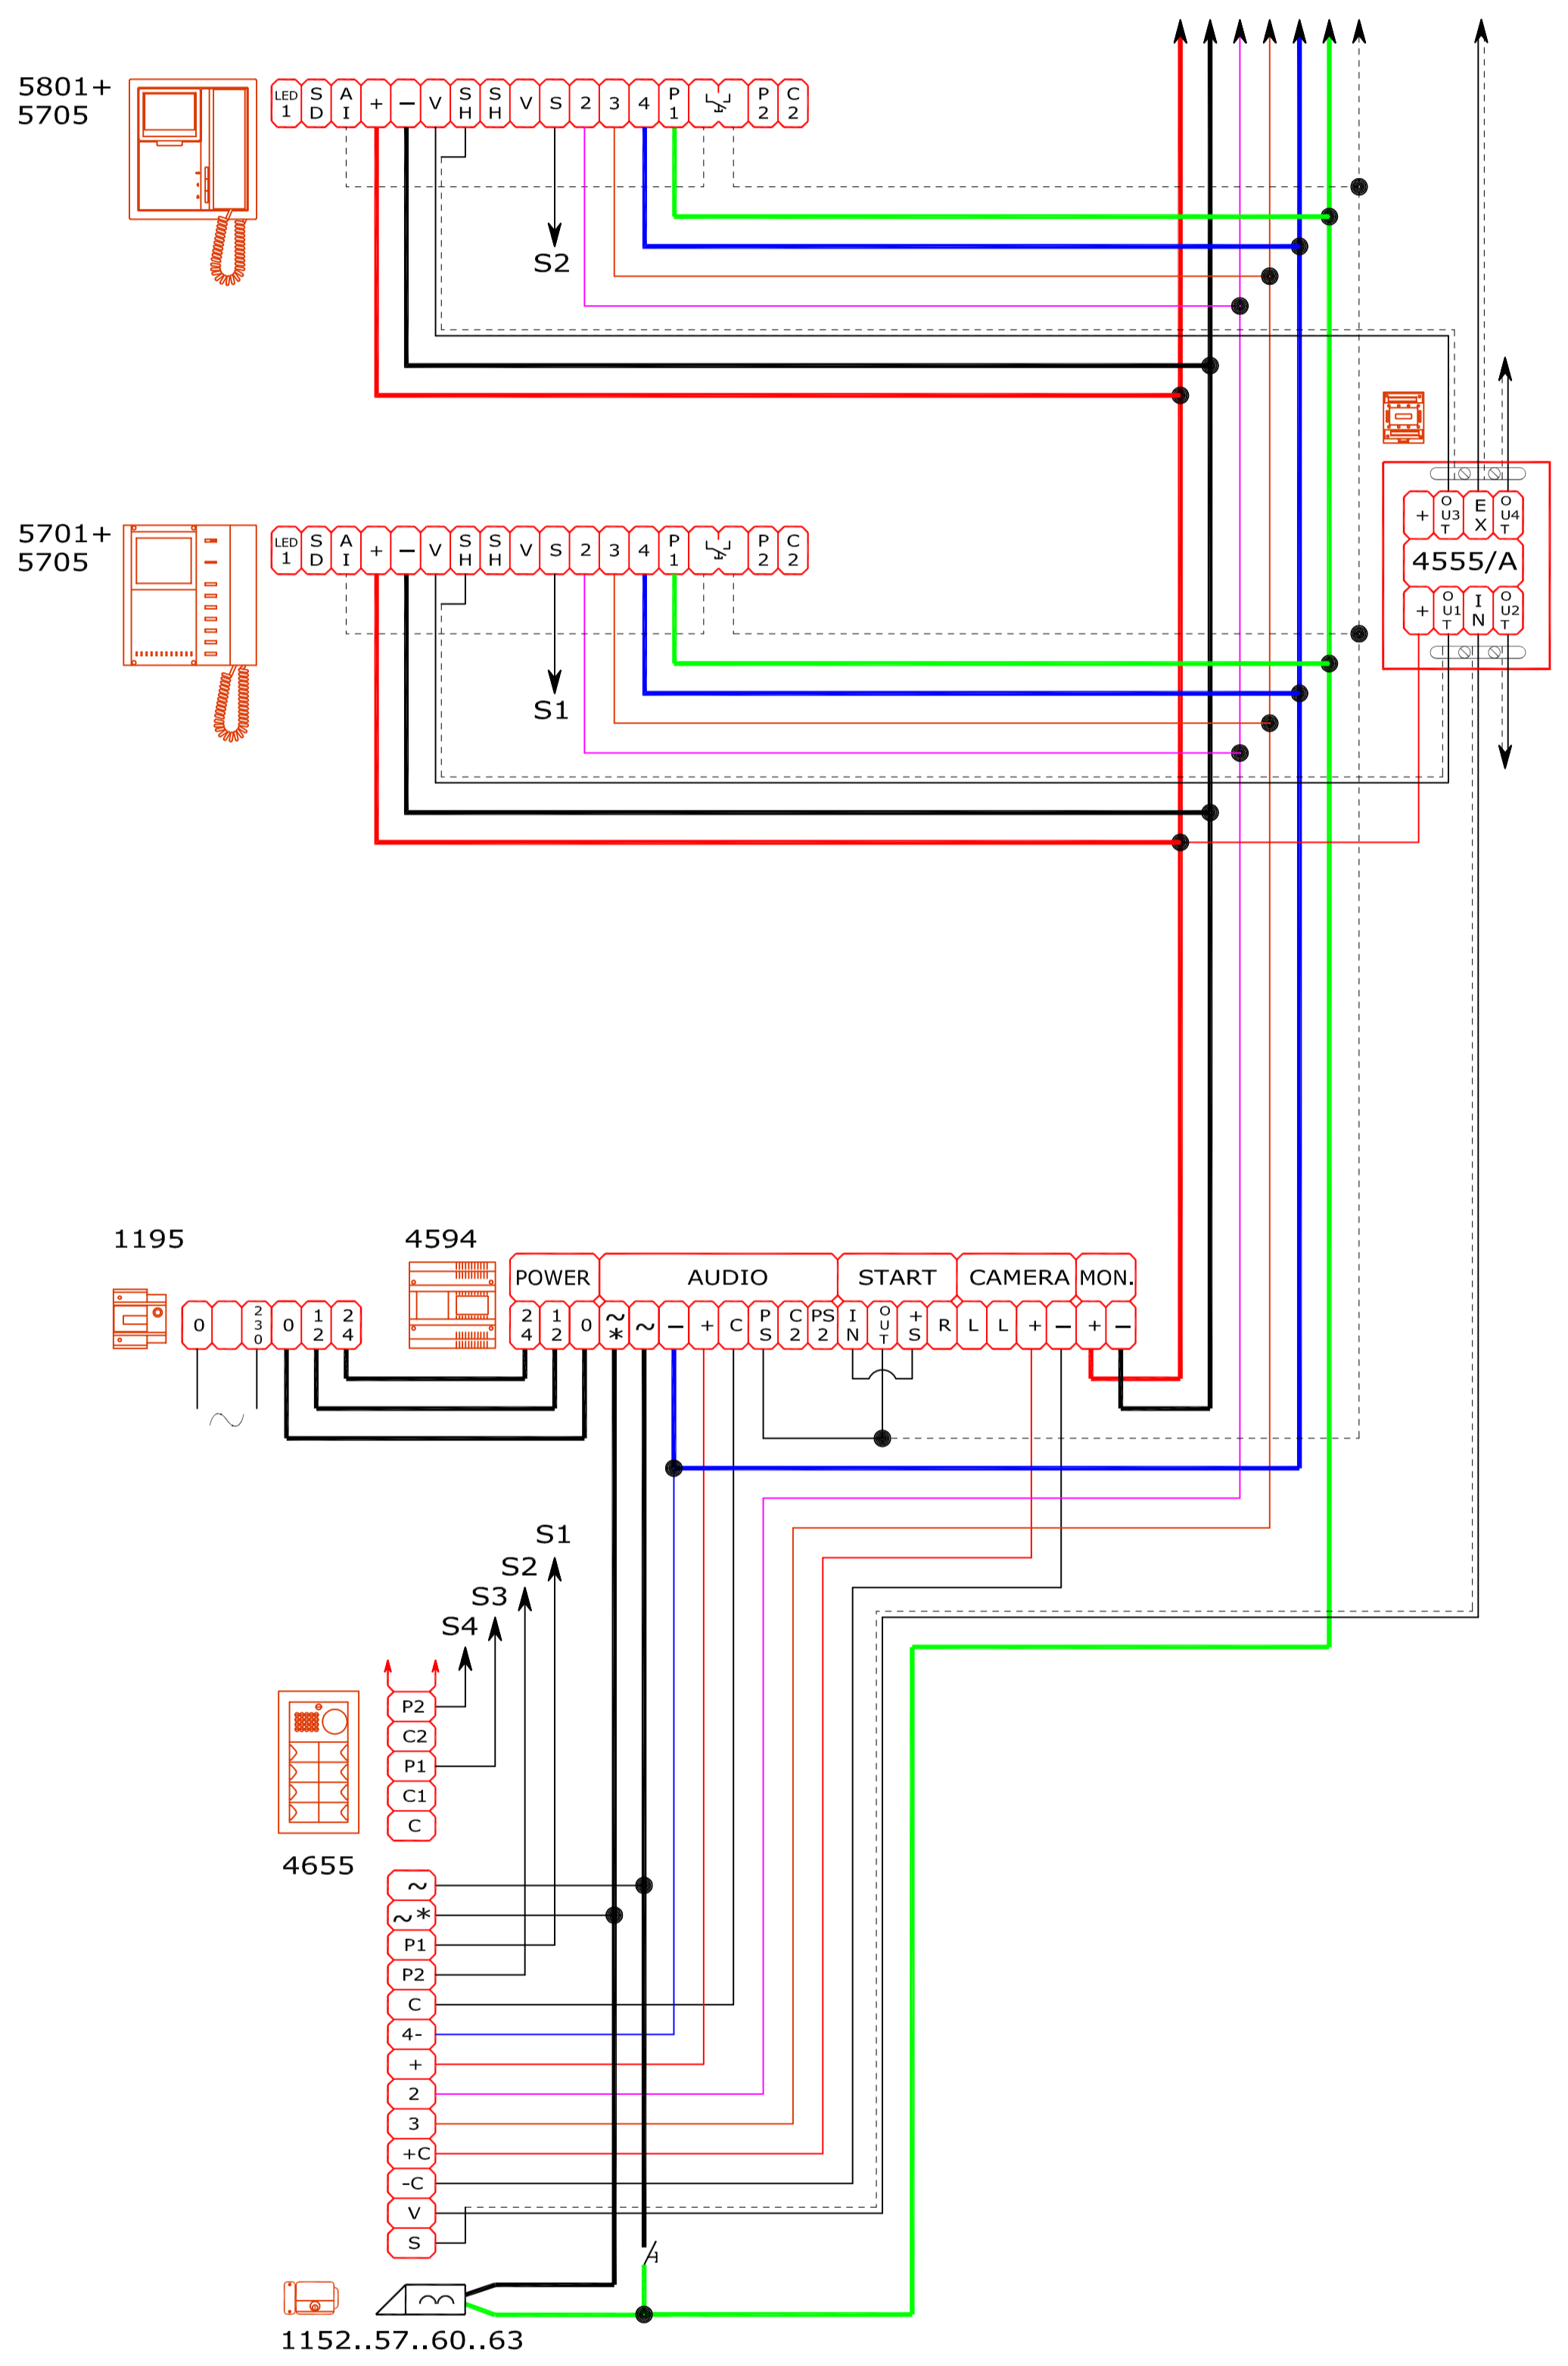 5801+
5705
LED 1 SD AI + − V SH SH V S 2 3 4 P1 P2 C2
S2
5701+
5705
LED 1 SD AI + − V SH SH V S 2 3 4 P1 P2 C2
S1
+ OUT3 EX OUT4
4555/A
+ OUT1 IN OUT2
1195
0 230 0 12 24
4594
POWER AUDIO START CAMERA MON.
24 12 0 ~* ~ − + C PS C2 PS2 IN OUT +S R L L + − + −
S1
S2
S3
S4
P2
C2
P1
C1
C
4655
~
~*
P1
P2
C
4-
+
2
3
+C
-C
V
S
1152..57..60..63